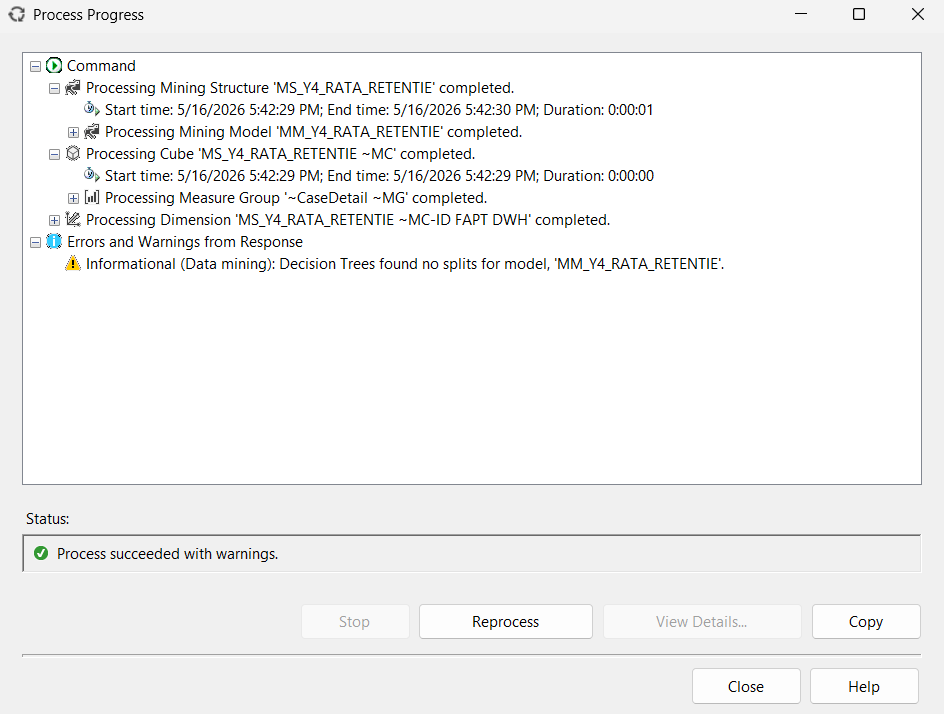 Process Progress
Command
Processing Mining Structure 'MS_Y4_RATA_RETENTIE' completed.
Start time: 5/16/2026 5:42:29 PM; End time: 5/16/2026 5:42:30 PM; Duration: 0:00:01
Processing Mining Model 'MM_Y4_RATA_RETENTIE' completed.
Processing Cube 'MS_Y4_RATA_RETENTIE ~MC' completed.
Start time: 5/16/2026 5:42:29 PM; End time: 5/16/2026 5:42:29 PM; Duration: 0:00:00
Processing Measure Group '~CaseDetail ~MG' completed.
Processing Dimension 'MS_Y4_RATA_RETENTIE ~MC-ID FAPT DWH' completed.
Errors and Warnings from Response
Informational (Data mining): Decision Trees found no splits for model, 'MM_Y4_RATA_RETENTIE'.
Status:
Process succeeded with warnings.
Stop
Reprocess
View Details...
Copy
Close
Help